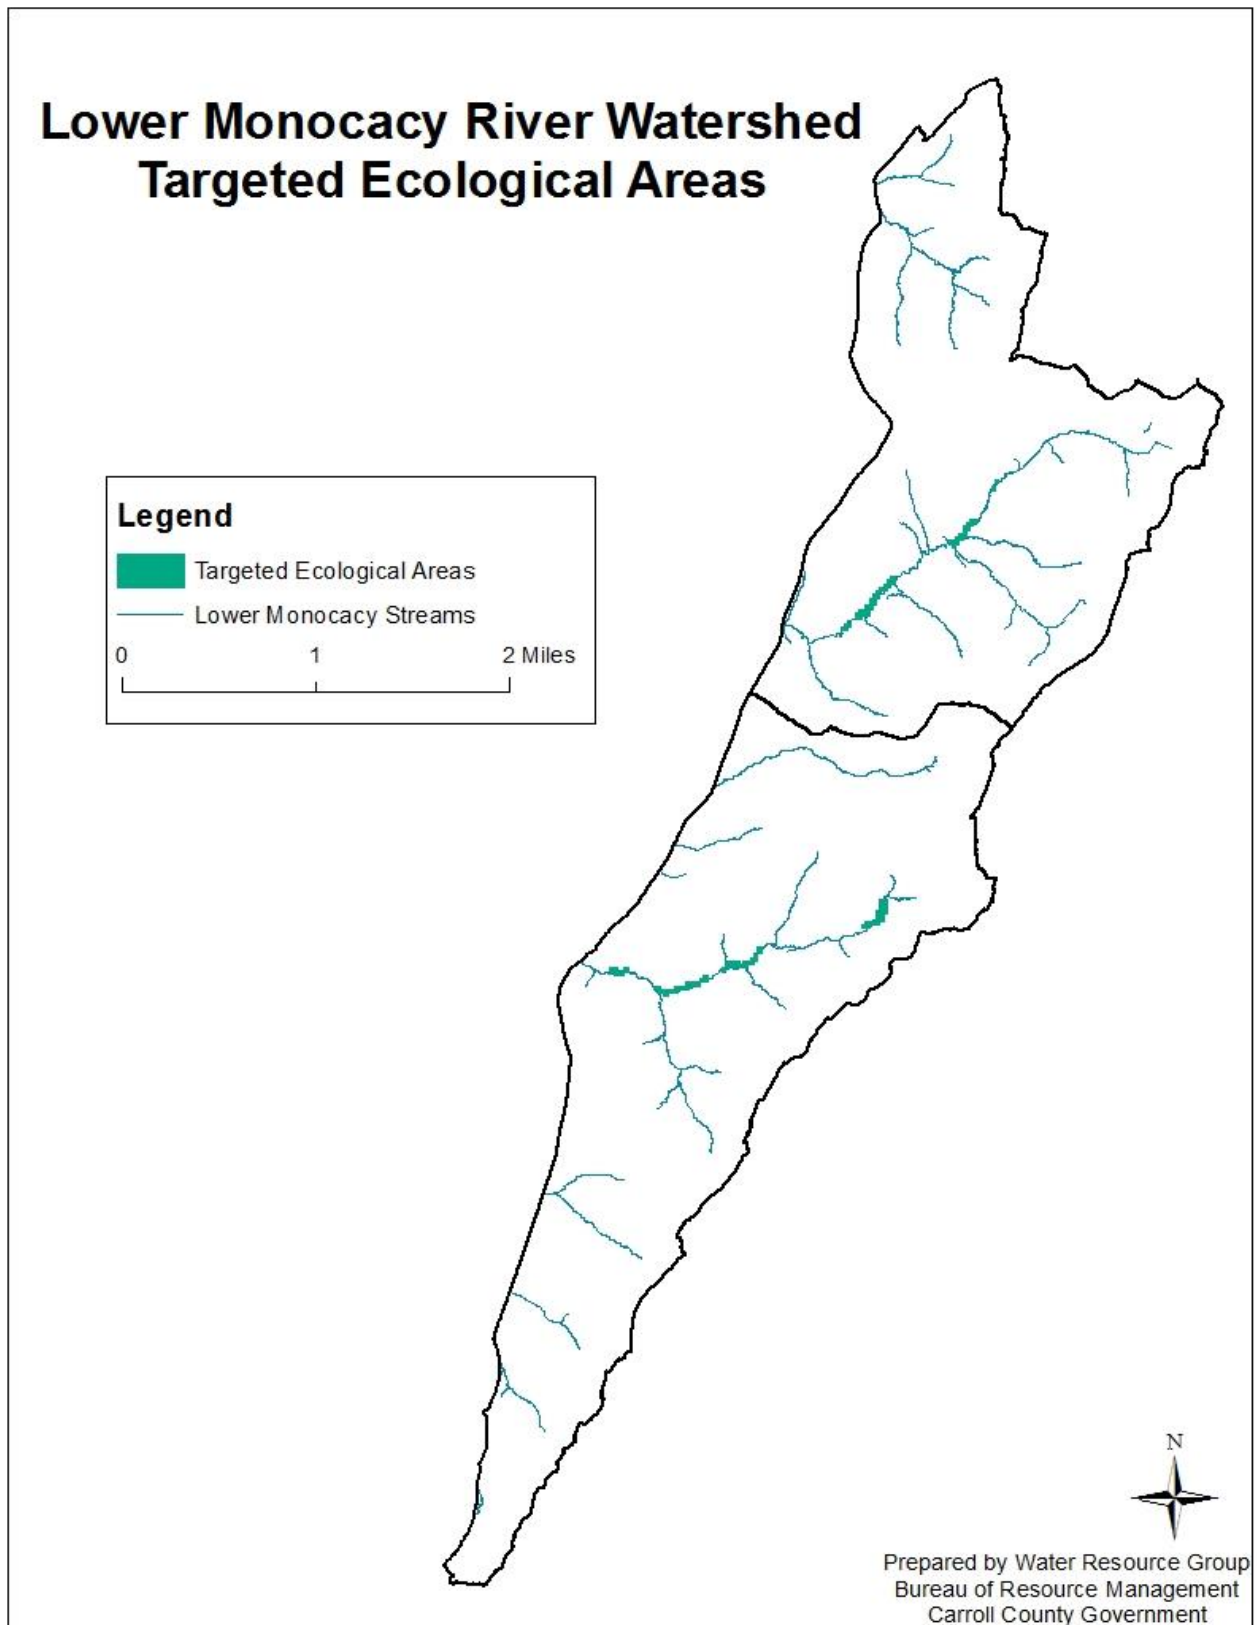 Lower Monocacy River Watershed
Targeted Ecological Areas
Legend
Targeted Ecological Areas
Lower Monocacy Streams
0 1 2 Miles
N
Prepared by Water Resource Group
Bureau of Resource Management
Carroll County Government